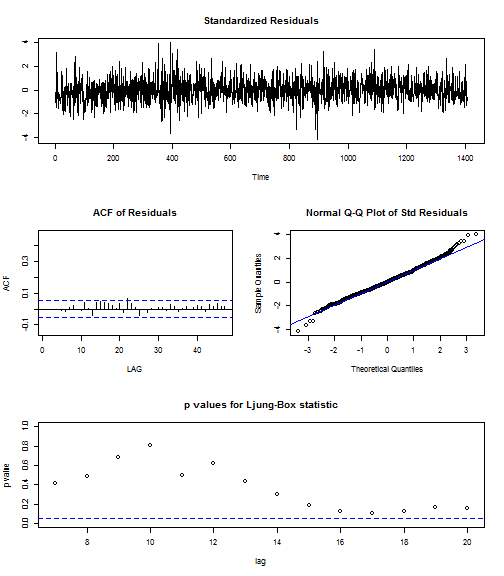 Standardized Residuals
4
2
0
-2
-4
0 200 400 600 800 1000 1200 1400
Time
ACF of Residuals
ACF
0.3
0.1
-0.1
0 10 20 30 40
LAG
Normal Q-Q Plot of Std Residuals
Sample Quantiles
4
2
0
-2
-4
-3 -2 -1 0 1 2 3
Theoretical Quantiles
p values for Ljung-Box statistic
p value
1.0
0.8
0.6
0.4
0.2
0.0
8 10 12 14 16 18 20
lag